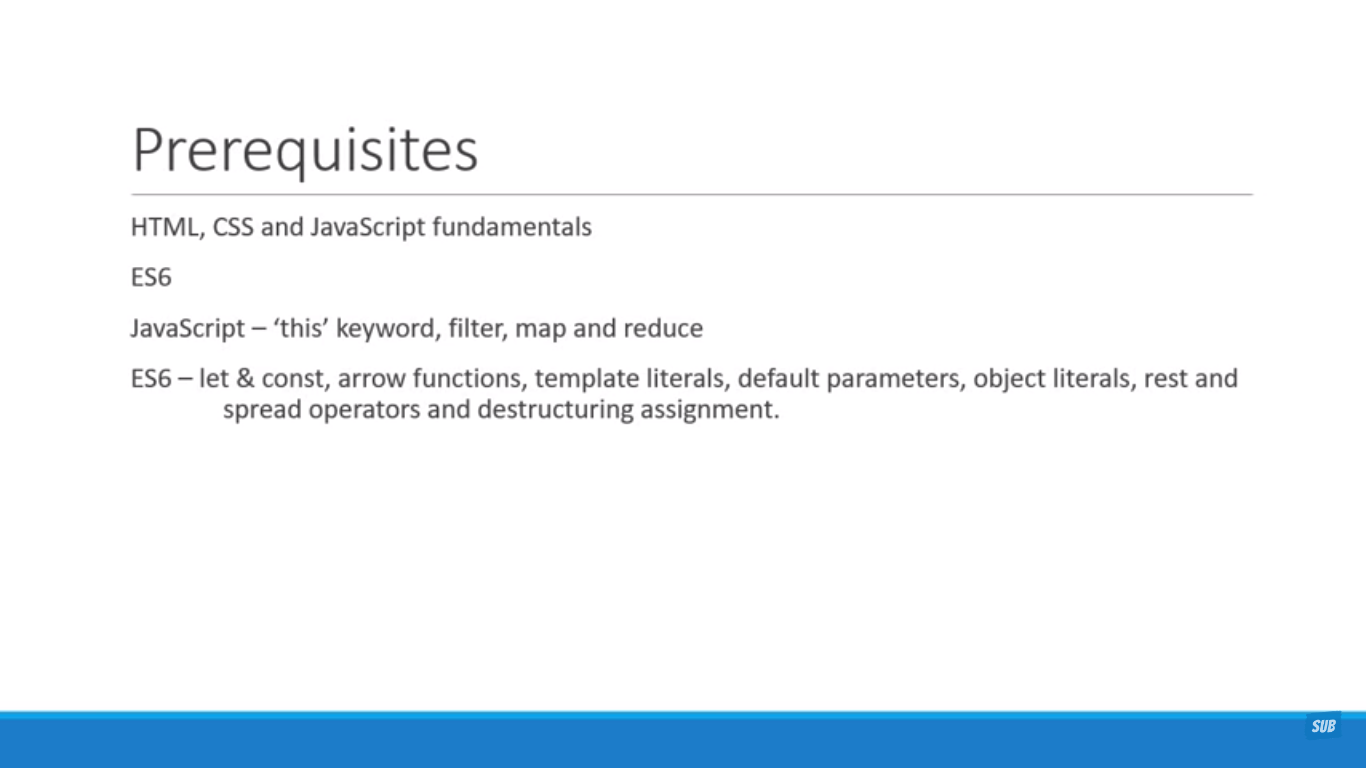 Prerequisites
HTML, CSS and JavaScript fundamentals
ES6
JavaScript – ‘this’ keyword, filter, map and reduce
ES6 – let & const, arrow functions, template literals, default parameters, object literals, rest and
spread operators and destructuring assignment.
SUB